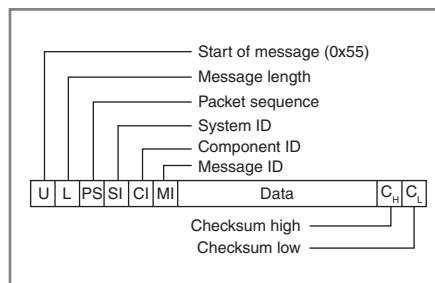 Start of message (0x55)
Message length
Packet sequence
System ID
Component ID
Message ID
U L PS SI CI MI Data CH CL
Checksum high
Checksum low